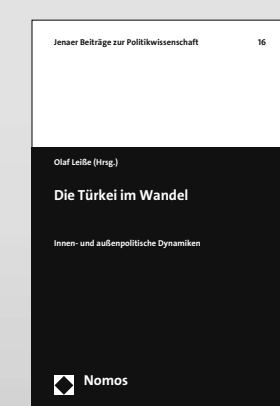 Jenaer Beiträge zur Politikwissenschaft 16
Olaf Leiße (Hrsg.)
Die Türkei im Wandel
Innen- und außenpolitische Dynamiken
Nomos